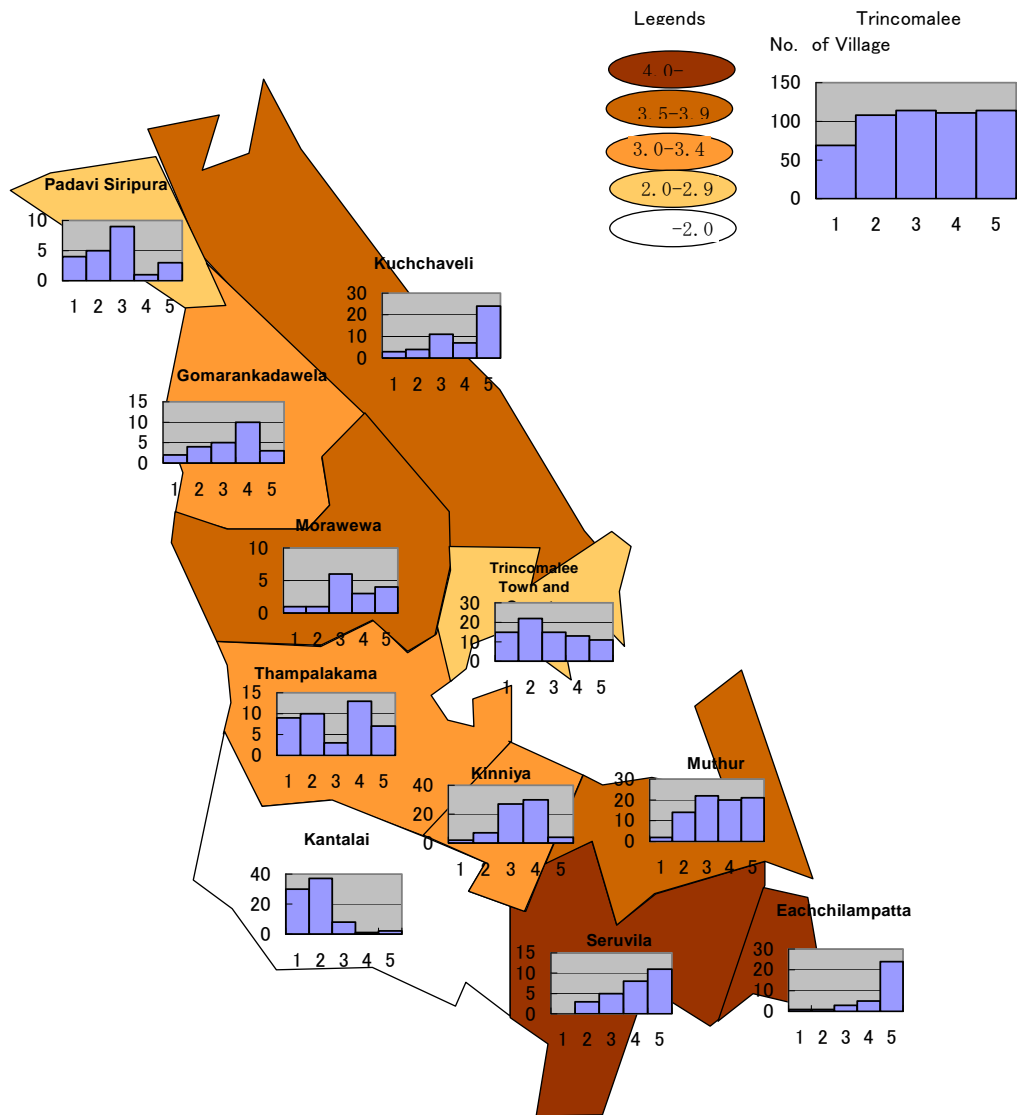 Legends
4.0-
3.5-3.9
3.0-3.4
2.0-2.9
-2.0
Trincomalee
No. of Village
150
100
50
0
1 2 3 4 5
Padavi Siripura
10
5
0
1 2 3 4 5
Kuchchaveli
30
20
10
0
1 2 3 4 5
Gomarankadawela
15
10
5
0
1 2 3 4 5
Morawewa
10
5
0
1 2 3 4 5
Trincomalee
Town and
30
20
10
0
1 2 3 4 5
Thampalakama
15
10
5
0
1 2 3 4 5
Kinniya
40
20
0
1 2 3 4 5
Muthur
30
20
10
0
1 2 3 4 5
Kantalai
40
20
0
1 2 3 4 5
Seruvila
15
10
5
0
1 2 3 4 5
Eachchilampatta
30
20
10
0
1 2 3 4 5